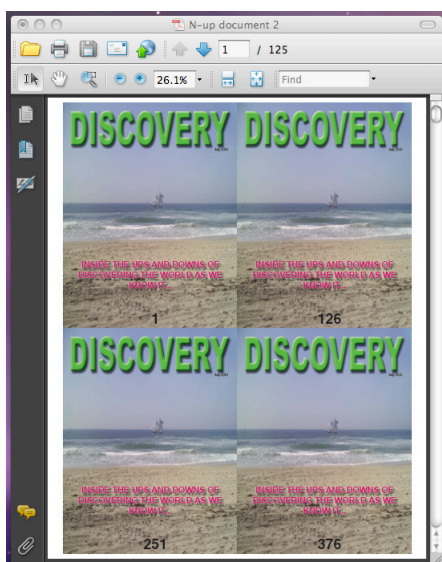 N-up document 2
1 / 125
26.1%
Find
DISCOVERY
INSIDE THE UPS AND DOWNS OF
DISCOVERING THE WORLD AS WE
KNOW IT...
1
DISCOVERY
INSIDE THE UPS AND DOWNS OF
DISCOVERING THE WORLD AS WE
KNOW IT...
126
DISCOVERY
INSIDE THE UPS AND DOWNS OF
DISCOVERING THE WORLD AS WE
KNOW IT...
251
DISCOVERY
INSIDE THE UPS AND DOWNS OF
DISCOVERING THE WORLD AS WE
KNOW IT...
376